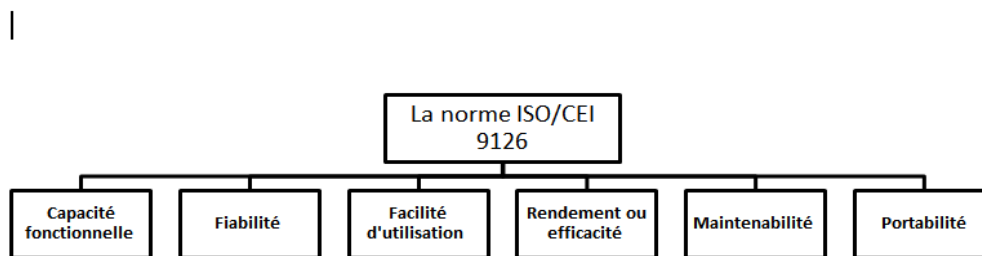 La norme ISO/CEI
9126
Capacité
fonctionnelle
Fiabilité
Facilité
d'utilisation
Rendement ou
efficacité
Maintenabilité
Portabilité